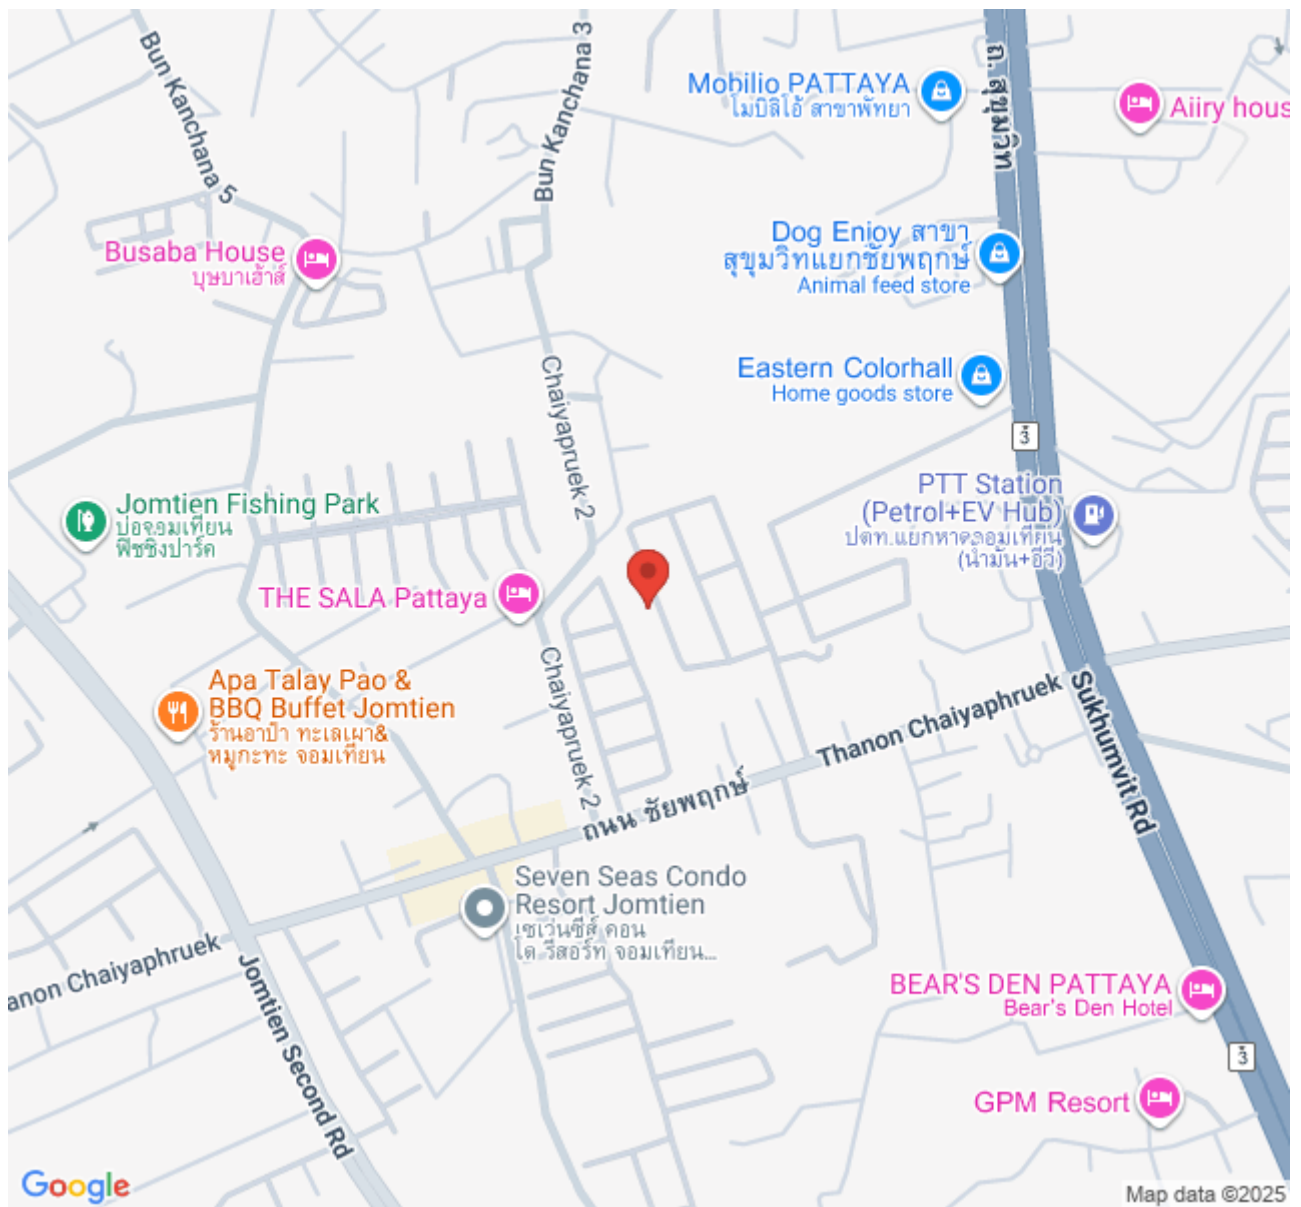 Bun Kanchana 5
Bun Kanchana 3
Mobilio PATTAYA
โมบิลิโอ้ สาขาพัทยา
ถ. สุขุมวิท
Aiiry hous
Busaba House
บุษบาเฮ้าส์
Dog Enjoy สาขา
สุขุมวิทแยกชัยพฤกษ์
Animal feed store
Eastern Colorhall
Home goods store
Chaiyapruek 2
3
Jomtien Fishing Park
บ่อจอมเทียน
ฟิชชิ่งปาร์ค
PTT Station
(Petrol+EV Hub)
ปตท.แยกหาดจอมเทียน
(น้ำมัน+อีวี)
THE SALA Pattaya
Apa Talay Pao &
BBQ Buffet Jomtien
ร้านอาป๋า ทะเลเผา&
หมูกะทะ จอมเทียน
Chaiyapruek 2
Thanon Chaiyaphruek
Sukhumvit Rd
ถนน ชัยพฤกษ์
Seven Seas Condo
Resort Jomtien
เซเว่นซีส์ คอน
โด รีสอร์ท จอมเทียน...
anon Chaiyaphruek
Jomtien Second Rd
BEAR'S DEN PATTAYA
Bear's Den Hotel
3
GPM Resort
Google
Map data ©2025